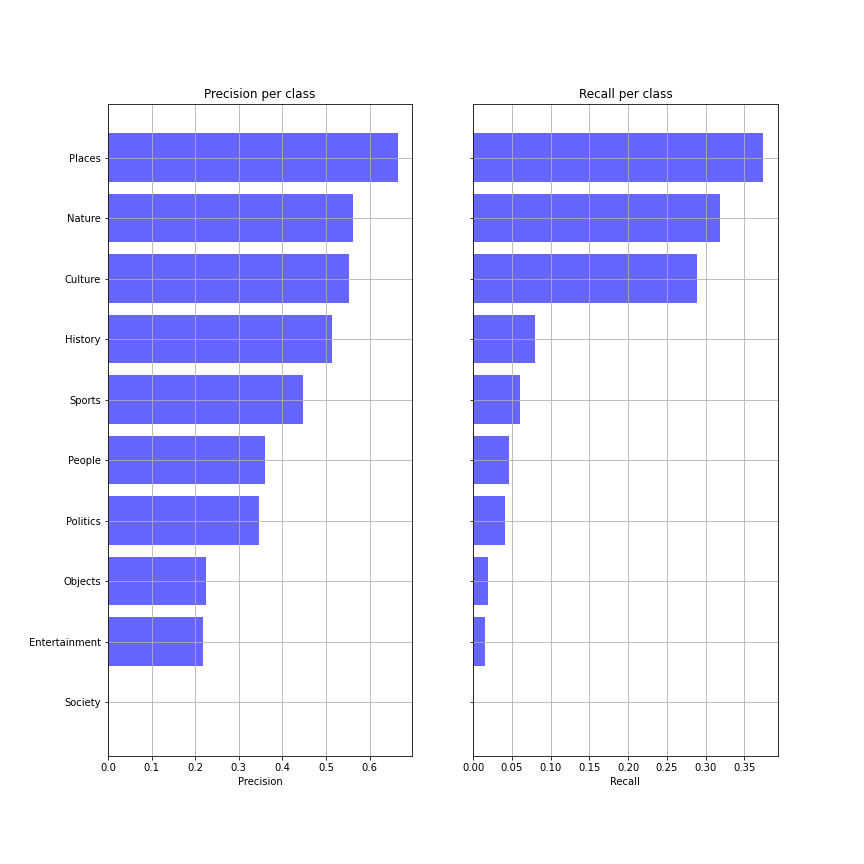 Precision per class
Recall per class
Places
Nature
Culture
History
Sports
People
Politics
Objects
Entertainment
Society
0.0 0.1 0.2 0.3 0.4 0.5 0.6
Precision
0.00 0.05 0.10 0.15 0.20 0.25 0.30 0.35
Recall